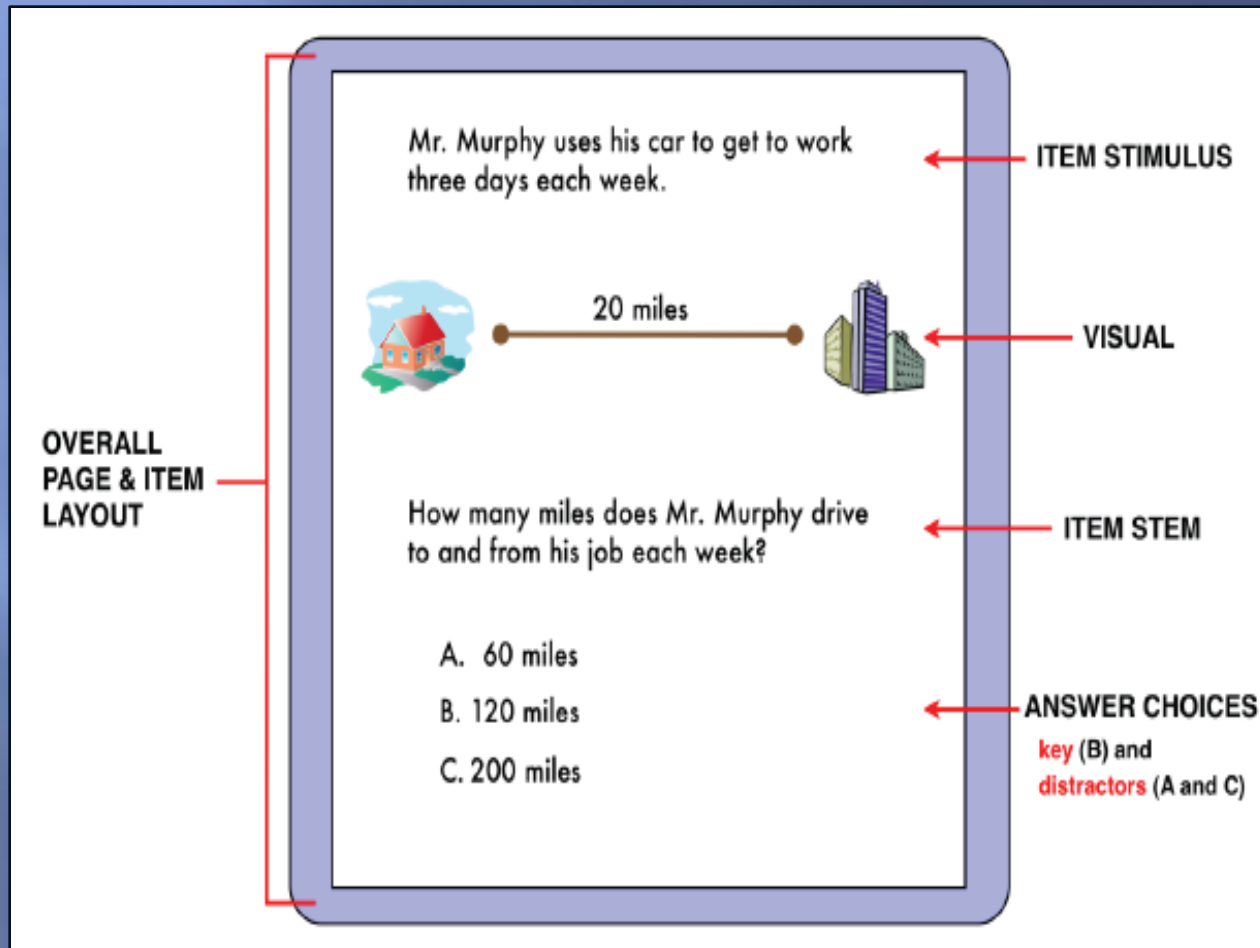 Mr. Murphy uses his car to get to work
three days each week.
ITEM STIMULUS
20 miles
VISUAL
OVERALL
PAGE & ITEM
LAYOUT
How many miles does Mr. Murphy drive
to and from his job each week?
ITEM STEM
A. 60 miles
B. 120 miles
C. 200 miles
ANSWER CHOICES
key (B) and
distractors (A and C)